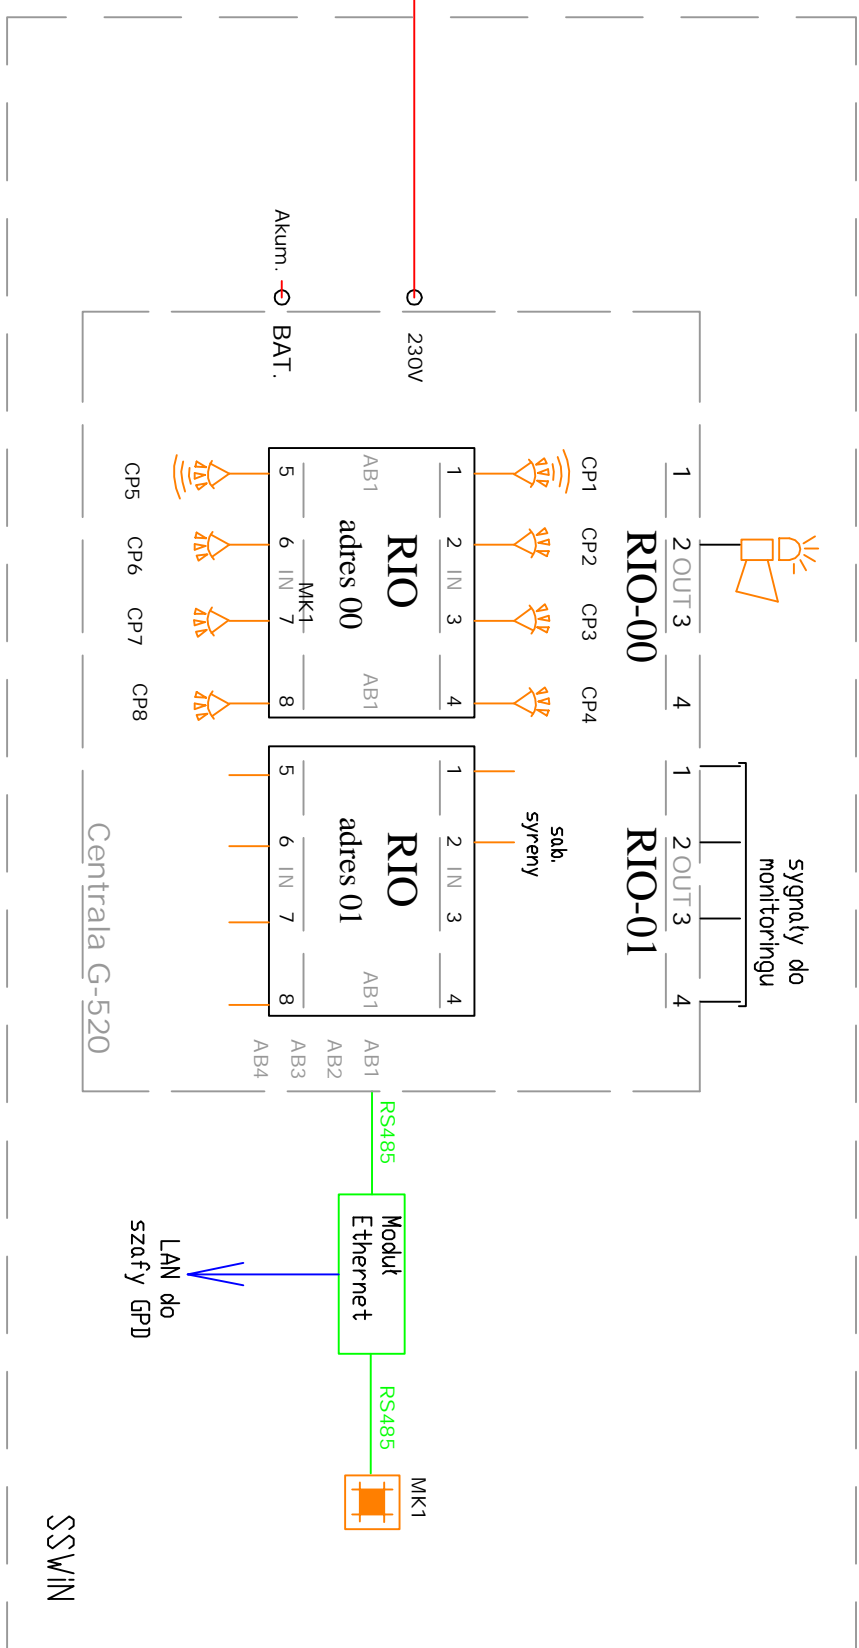 sygnały do
monitoringu
1
2
OUT
3
4
1
2
OUT
3
4
RIO-00
RIO-01
CP1
CP2
CP3
CP4
sab.
syreny
1
2
IN
3
4
1
2
IN
3
4
230V
RIO
RIO
MK1
AB1
AB1
AB1
AB1
RS485
Moduł
Ethernet
RS485
adres 00
adres 01
AB2
AB3
AB4
MK1
Akum.
BAT.
5
6
IN
7
8
5
6
IN
7
8
CP5
CP6
CP7
CP8
LAN do
szafy GPD
Centrala G-520
SSWiN